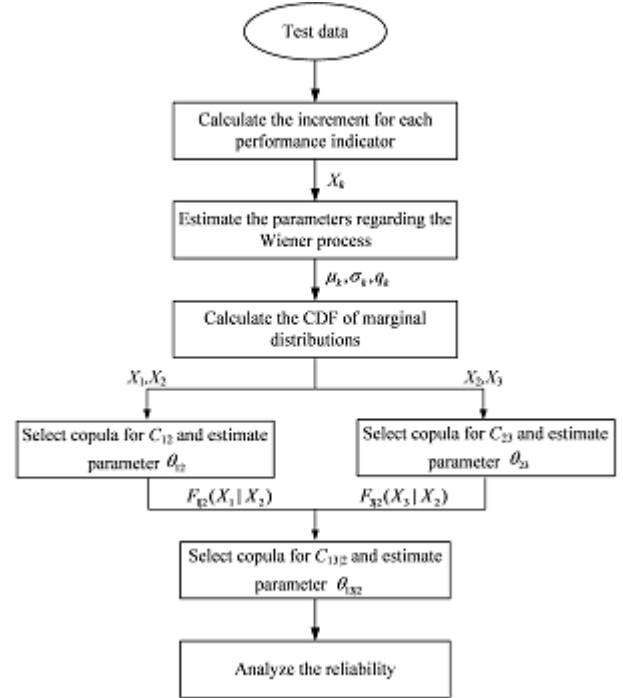 Test data
Calculate the increment for each
performance indicator
Xₖ
Estimate the parameters regarding the
Wiener process
μₖ,σₖ,qₖ
Calculate the CDF of marginal
distributions
X₁,X₂
X₂,X₃
Select copula for C₁₂ and estimate
parameter θ₁₂
Select copula for C₂₃ and estimate
parameter θ₂₃
F₁|₂(X₁ | X₂)
F₃|₂(X₃ | X₂)
Select copula for C₁₃|₂ and estimate
parameter θ₁₃|₂
Analyze the reliability